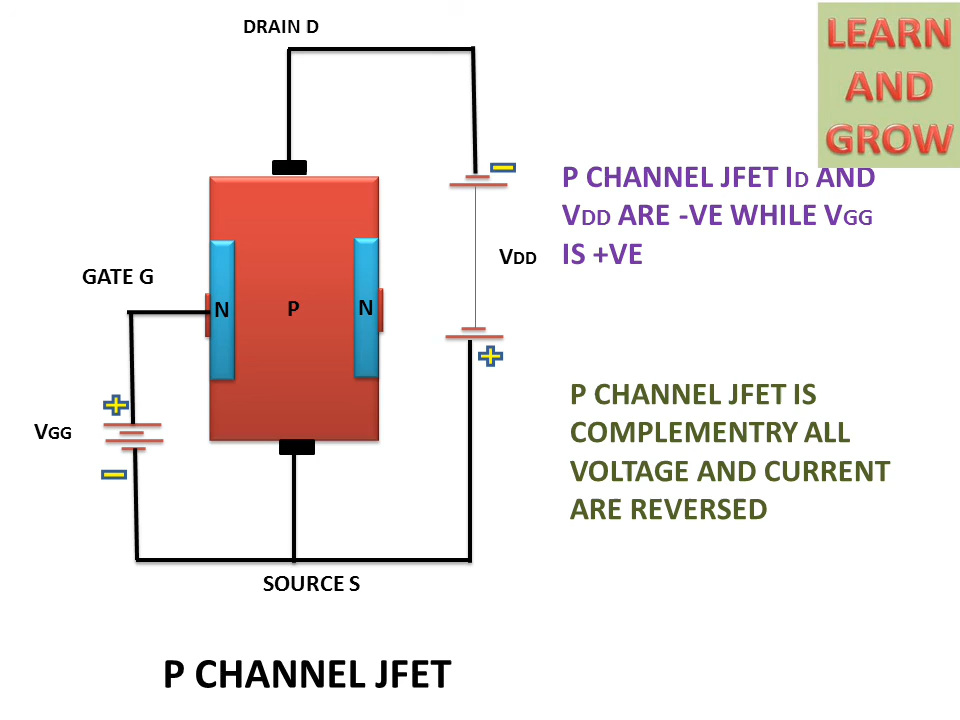 DRAIN D
LEARN
AND
GROW
P CHANNEL JFET ID AND
VDD ARE -VE WHILE VGG
IS +VE
VDD
GATE G
N
P
N
VGG
P CHANNEL JFET IS
COMPLEMENTRY ALL
VOLTAGE AND CURRENT
ARE REVERSED
SOURCE S
P CHANNEL JFET